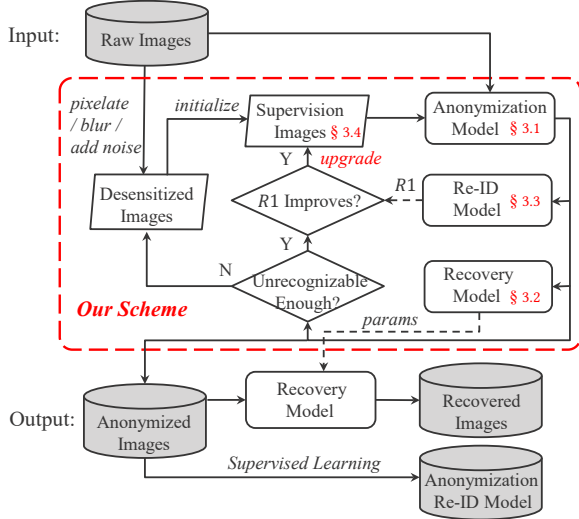 Input:
Raw Images
pixelate
/ blur /
add noise
initialize
Supervision
Images § 3.4
Anonymization
Model § 3.1
Y
upgrade
Desensitized
Images
R1 Improves?
R1
Re-ID
Model § 3.3
Y
N
Unrecognizable
Enough?
Recovery
Model § 3.2
Our Scheme
params
Output:
Anonymized
Images
Recovery
Model
Recovered
Images
Supervised Learning
Anonymization
Re-ID Model